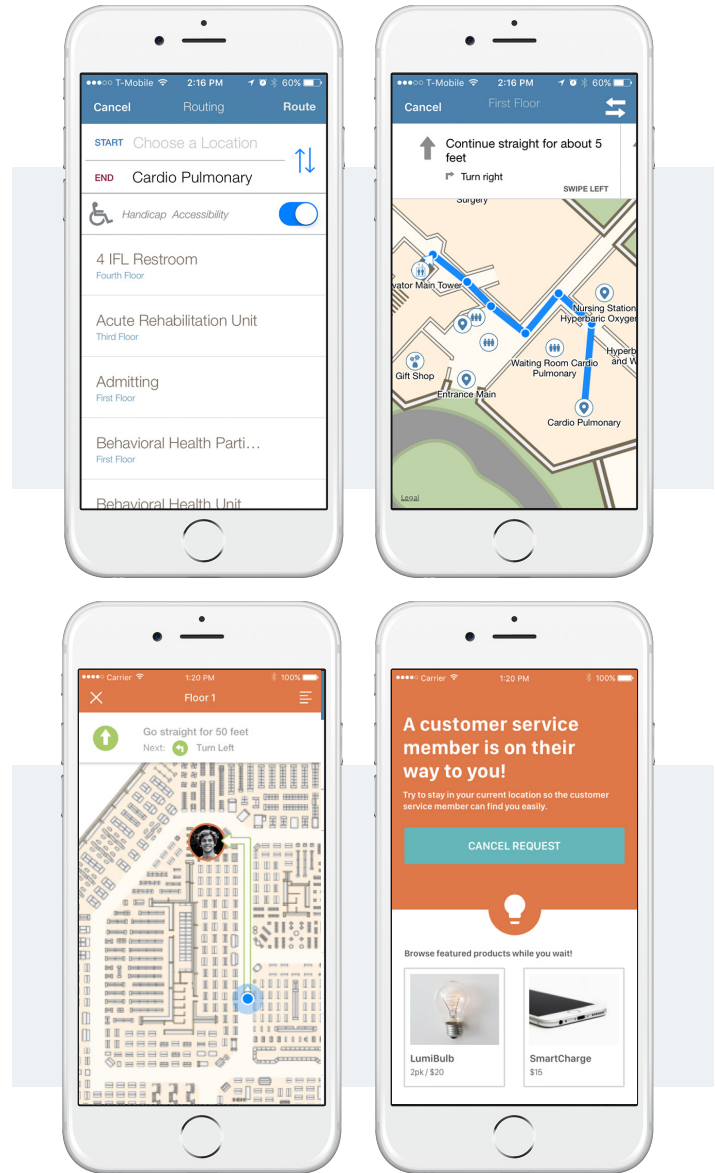 T-Mobile 2:16 PM 60%
Cancel Routing Route
START Choose a Location
END Cardio Pulmonary
Handicap Accessibility
4 IFL Restroom
Fourth Floor
Acute Rehabilitation Unit
Third Floor
Admitting
First Floor
Behavioral Health Parti…
First Floor
Behavioral Health Unit
T-Mobile 2:16 PM 60%
Cancel First Floor
Continue straight for about 5
feet
Turn right
SWIPE LEFT
Surgery
vator Main Tower
Nursing Station
Hyperbaric Oxyger
Hyperb
and W
Waiting Room Cardio
Pulmonary
Gift Shop
Entrance Main
Cardio Pulmonary
Legal
Carrier 1:20 PM 100%
Floor 1
Go straight for 50 feet
Next: Turn Left
Carrier 1:20 PM 100%
A customer service
member is on their
way to you!
Try to stay in your current location so the customer
service member can find you easily.
CANCEL REQUEST
Browse featured products while you wait!
LumiBulb
2pk / $20
SmartCharge
$15